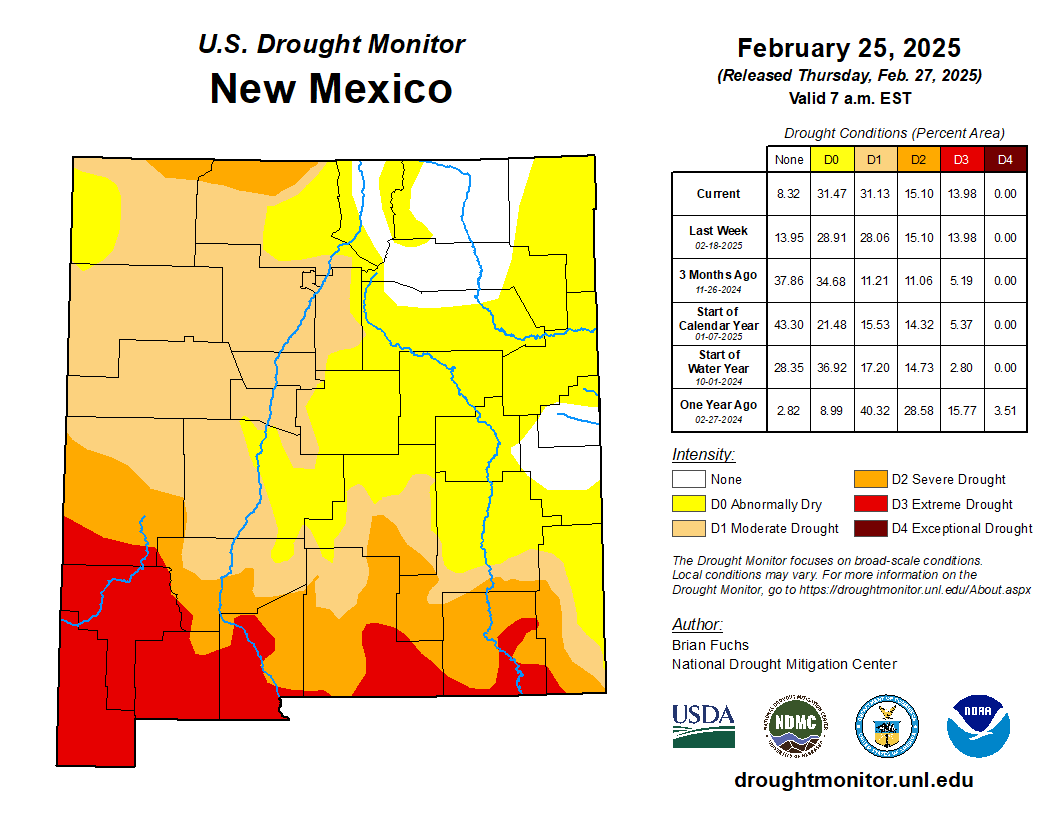 U.S. Drought Monitor
New Mexico
February 25, 2025
(Released Thursday, Feb. 27, 2025)
Valid 7 a.m. EST
Drought Conditions (Percent Area)
None D0 D1 D2 D3 D4
Current 8.32 31.47 31.13 15.10 13.98 0.00
Last Week
02-18-2025 13.95 28.91 28.06 15.10 13.98 0.00
3 Months Ago
11-26-2024 37.86 34.68 11.21 11.06 5.19 0.00
Start of
Calendar Year
01-07-2025 43.30 21.48 15.53 14.32 5.37 0.00
Start of
Water Year
10-01-2024 28.35 36.92 17.20 14.73 2.80 0.00
One Year Ago
02-27-2024 2.82 8.99 40.32 28.58 15.77 3.51
Intensity:
None
D0 Abnormally Dry
D1 Moderate Drought
D2 Severe Drought
D3 Extreme Drought
D4 Exceptional Drought
The Drought Monitor focuses on broad-scale conditions.
Local conditions may vary. For more information on the
Drought Monitor, go to https://droughtmonitor.unl.edu/About.aspx
Author:
Brian Fuchs
National Drought Mitigation Center
USDA
NDMC
NOAA
droughtmonitor.unl.edu